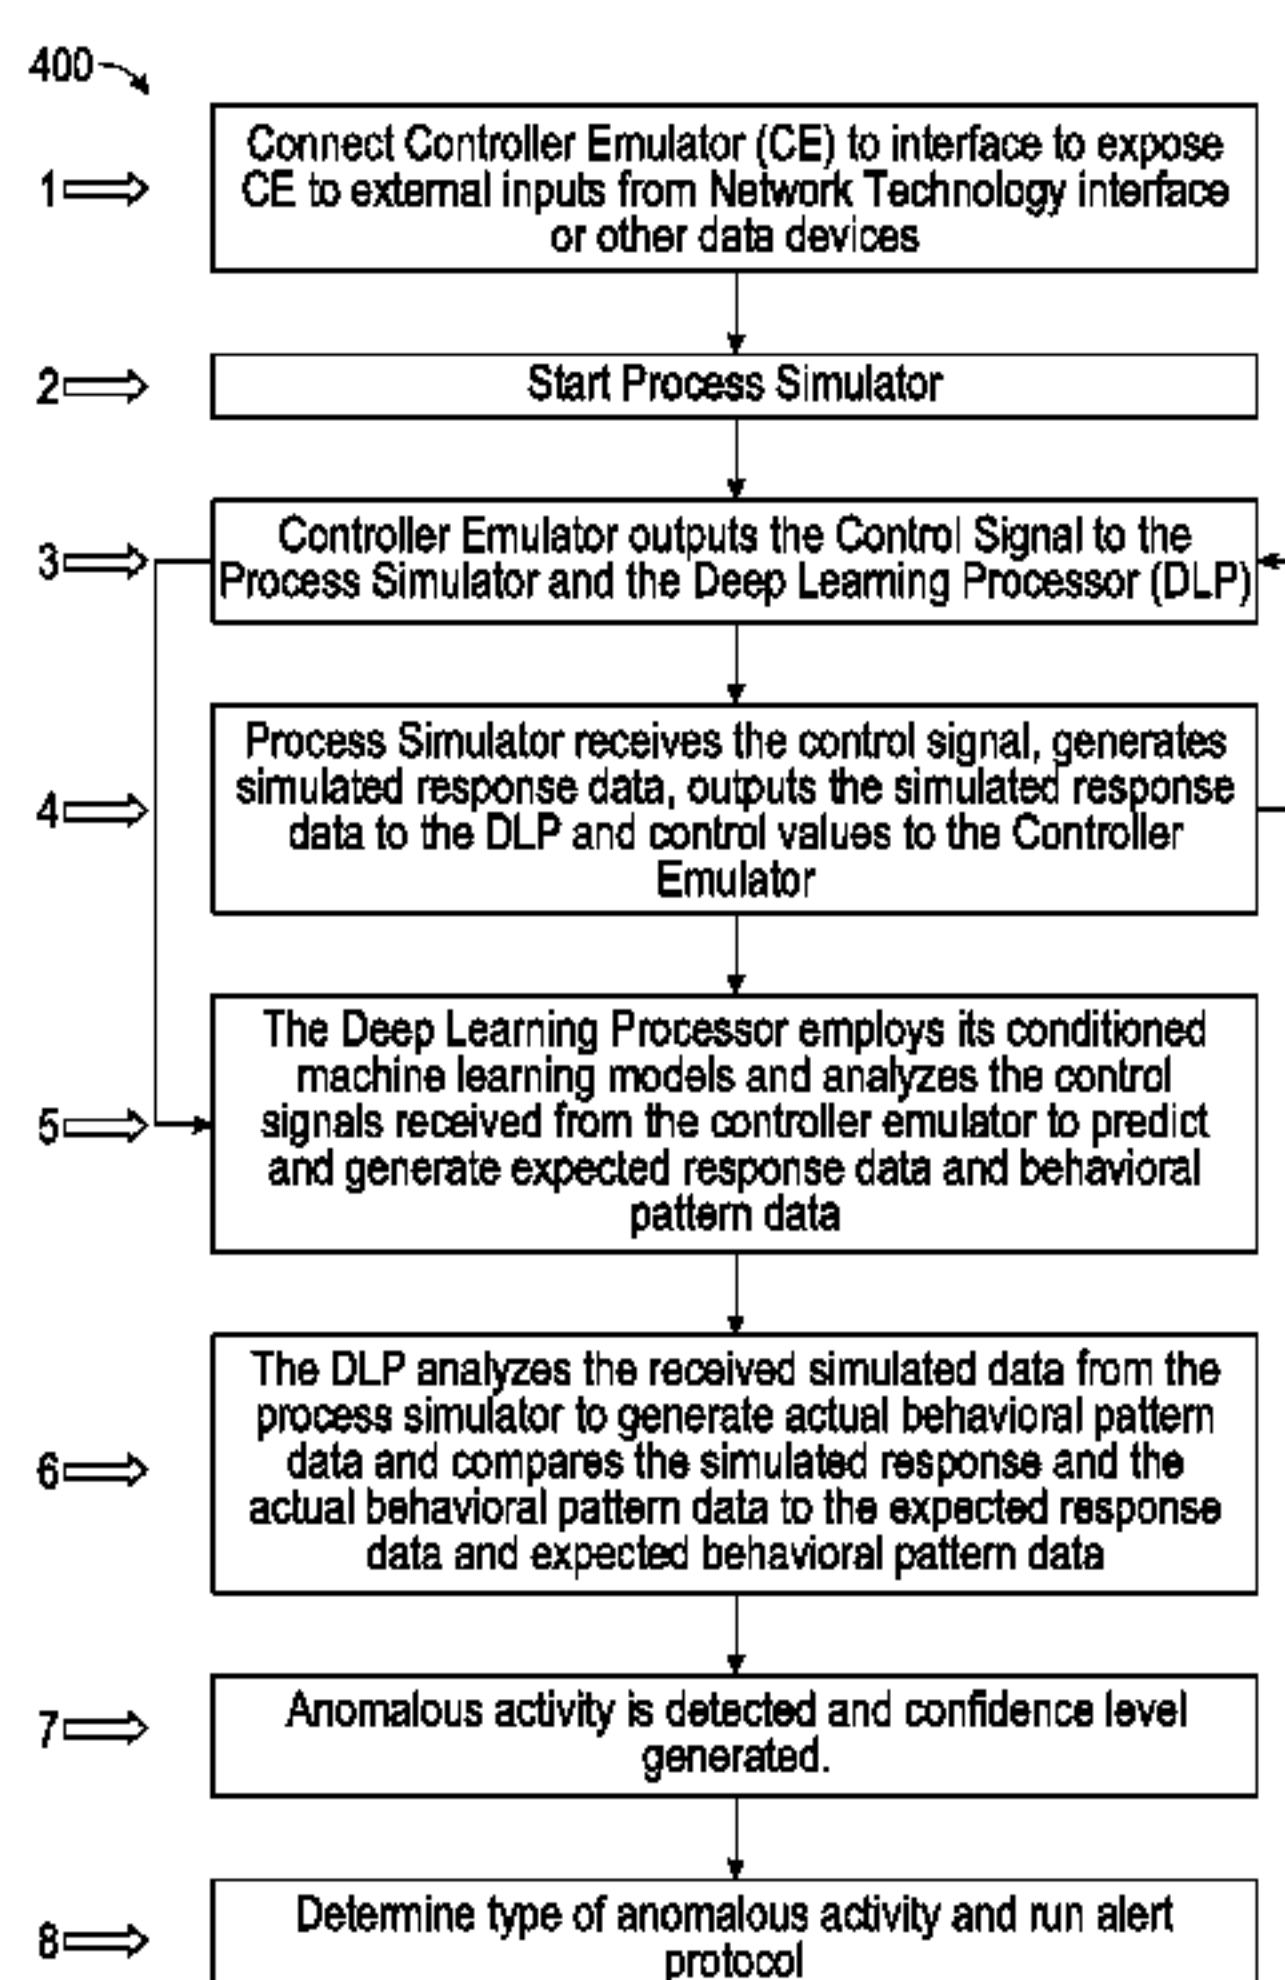 400
1
Connect Controller Emulator (CE) to interface to expose
CE to external inputs from Network Technology interface
or other data devices
2
Start Process Simulator
3
Controller Emulator outputs the Control Signal to the
Process Simulator and the Deep Learning Processor (DLP)
4
Process Simulator receives the control signal, generates
simulated response data, outputs the simulated response
data to the DLP and control values to the Controller
Emulator
5
The Deep Learning Processor employs its conditioned
machine learning models and analyzes the control
signals received from the controller emulator to predict
and generate expected response data and behavioral
pattern data
6
The DLP analyzes the received simulated data from the
process simulator to generate actual behavioral pattern
data and compares the simulated response and the
actual behavioral pattern data to the expected response
data and expected behavioral pattern data
7
Anomalous activity is detected and confidence level
generated.
8
Determine type of anomalous activity and run alert
protocol